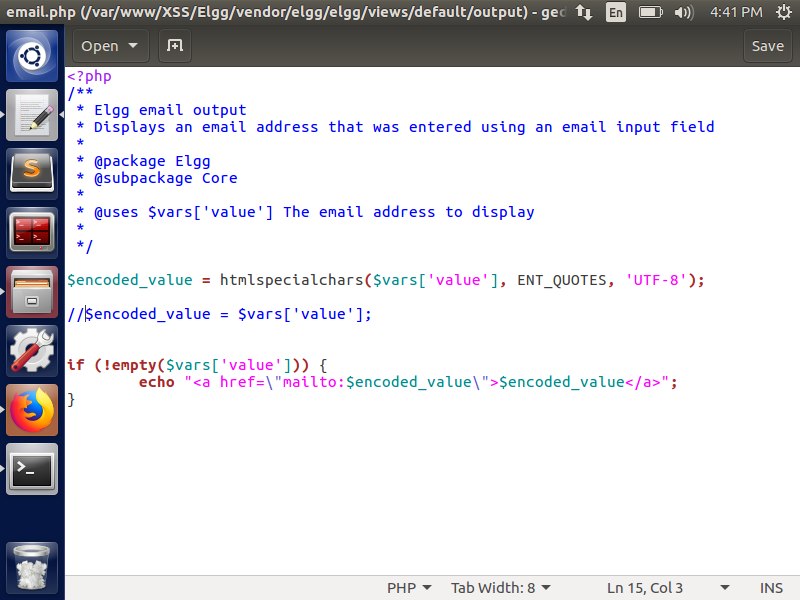 email.php (/var/www/XSS/Elgg/vendor/elgg/elgg/views/default/output) - ged
En
4:41 PM
Open
Save
<?php
/**
 * Elgg email output
 * Displays an email address that was entered using an email input field
 *
 * @package Elgg
 * @subpackage Core
 *
 * @uses $vars['value'] The email address to display
 *
 */
$encoded_value = htmlspecialchars($vars['value'], ENT_QUOTES, 'UTF-8');
//$encoded_value = $vars['value'];
if (!empty($vars['value'])) {
        echo "<a href=\"mailto:$encoded_value\">$encoded_value</a>";
}
PHP
Tab Width: 8
Ln 15, Col 3
INS